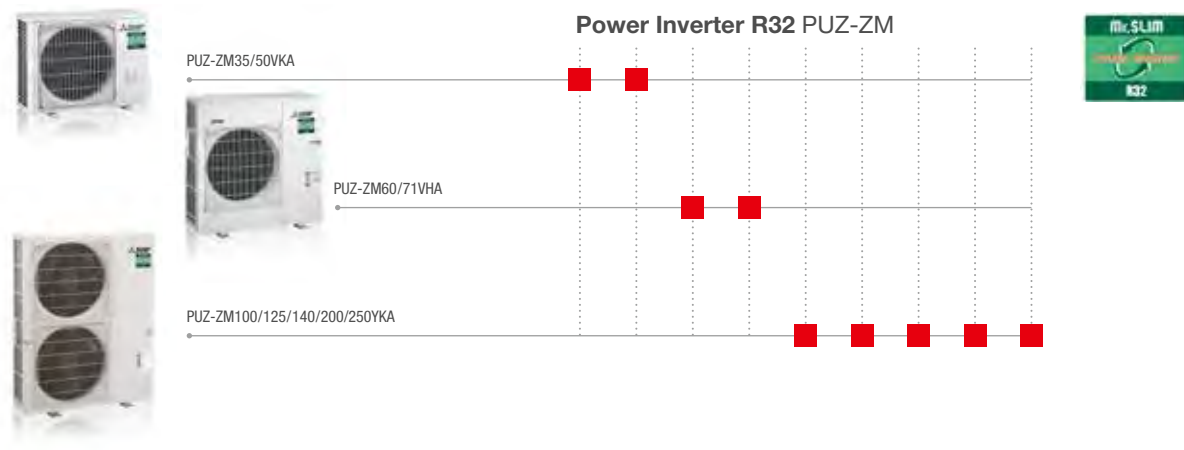 Power Inverter R32 PUZ-ZM
Mr.SLIM
R32
PUZ-ZM35/50VKA
PUZ-ZM60/71VHA
PUZ-ZM100/125/140/200/250YKA